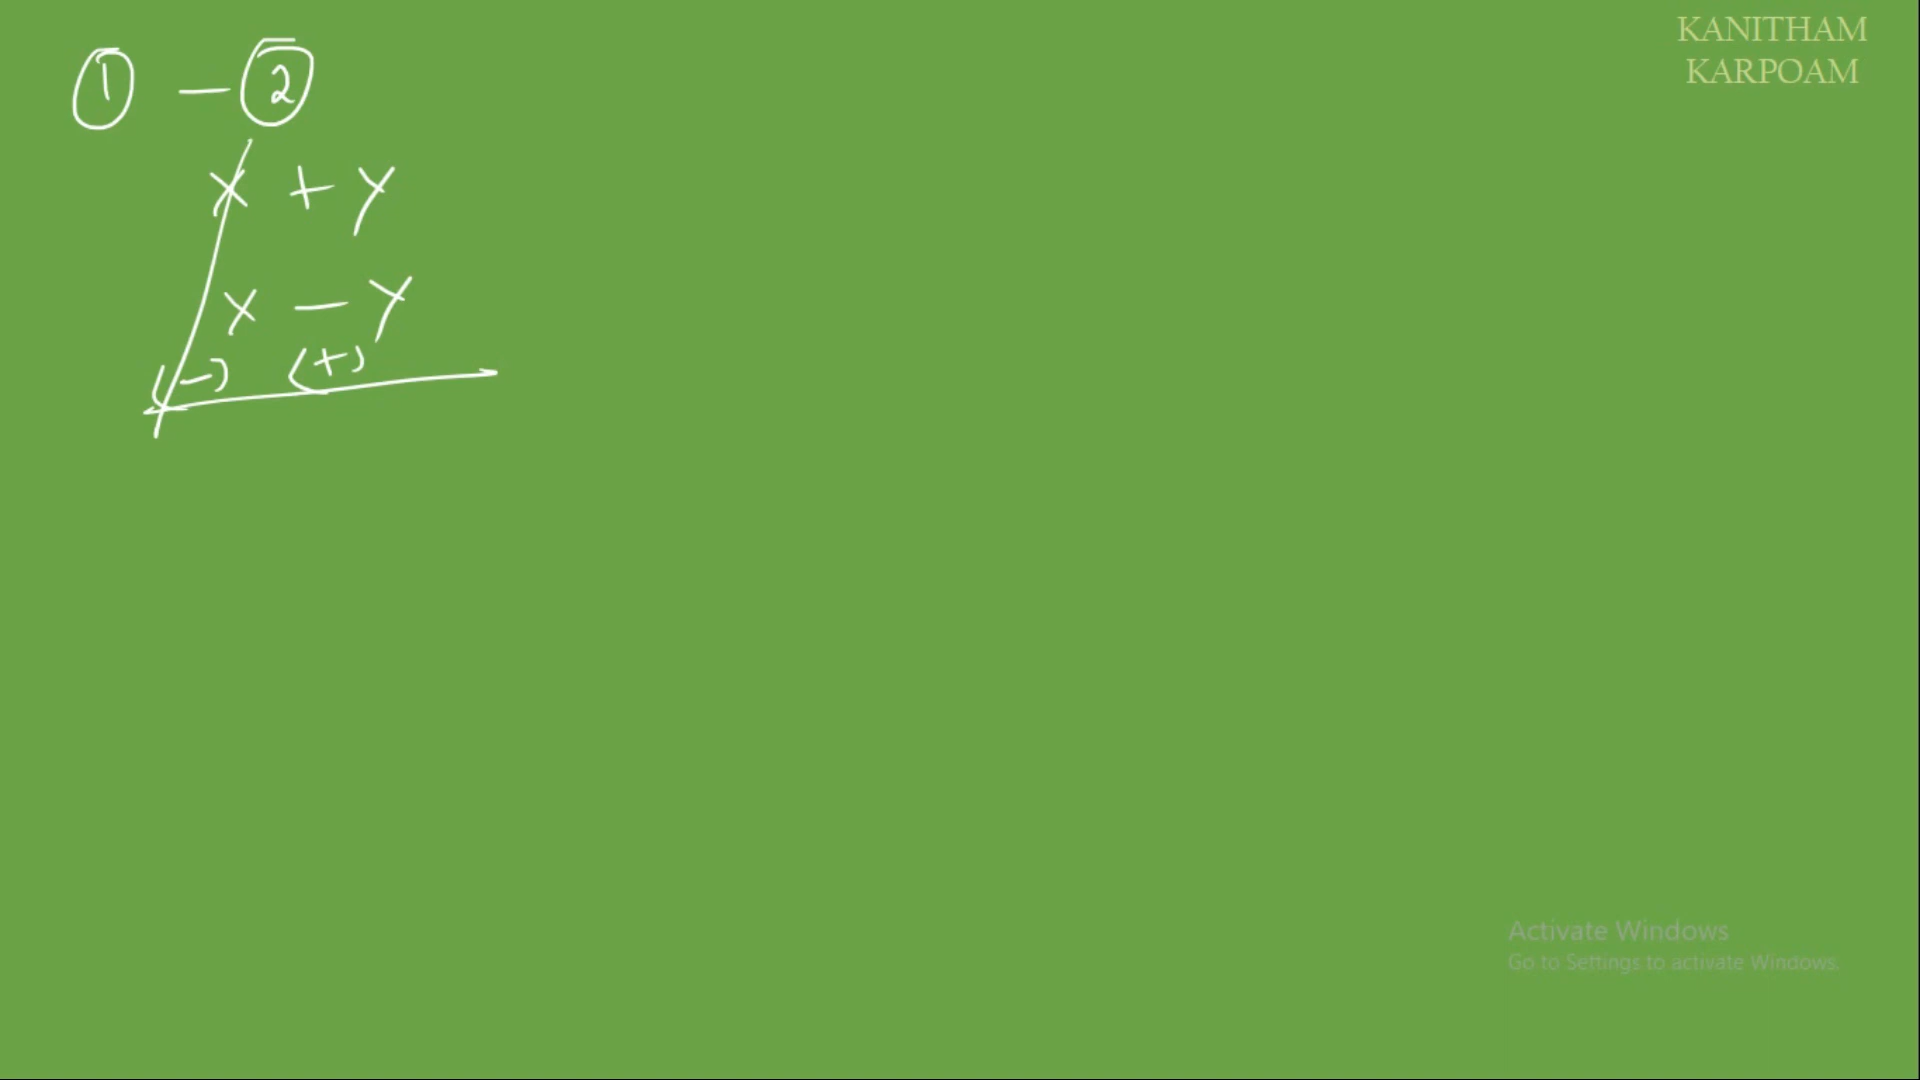 ① - ②
x + y
x - y
(-) (+)
KANITHAM
KARPOAM
Activate Windows
Go to Settings to activate Windows.